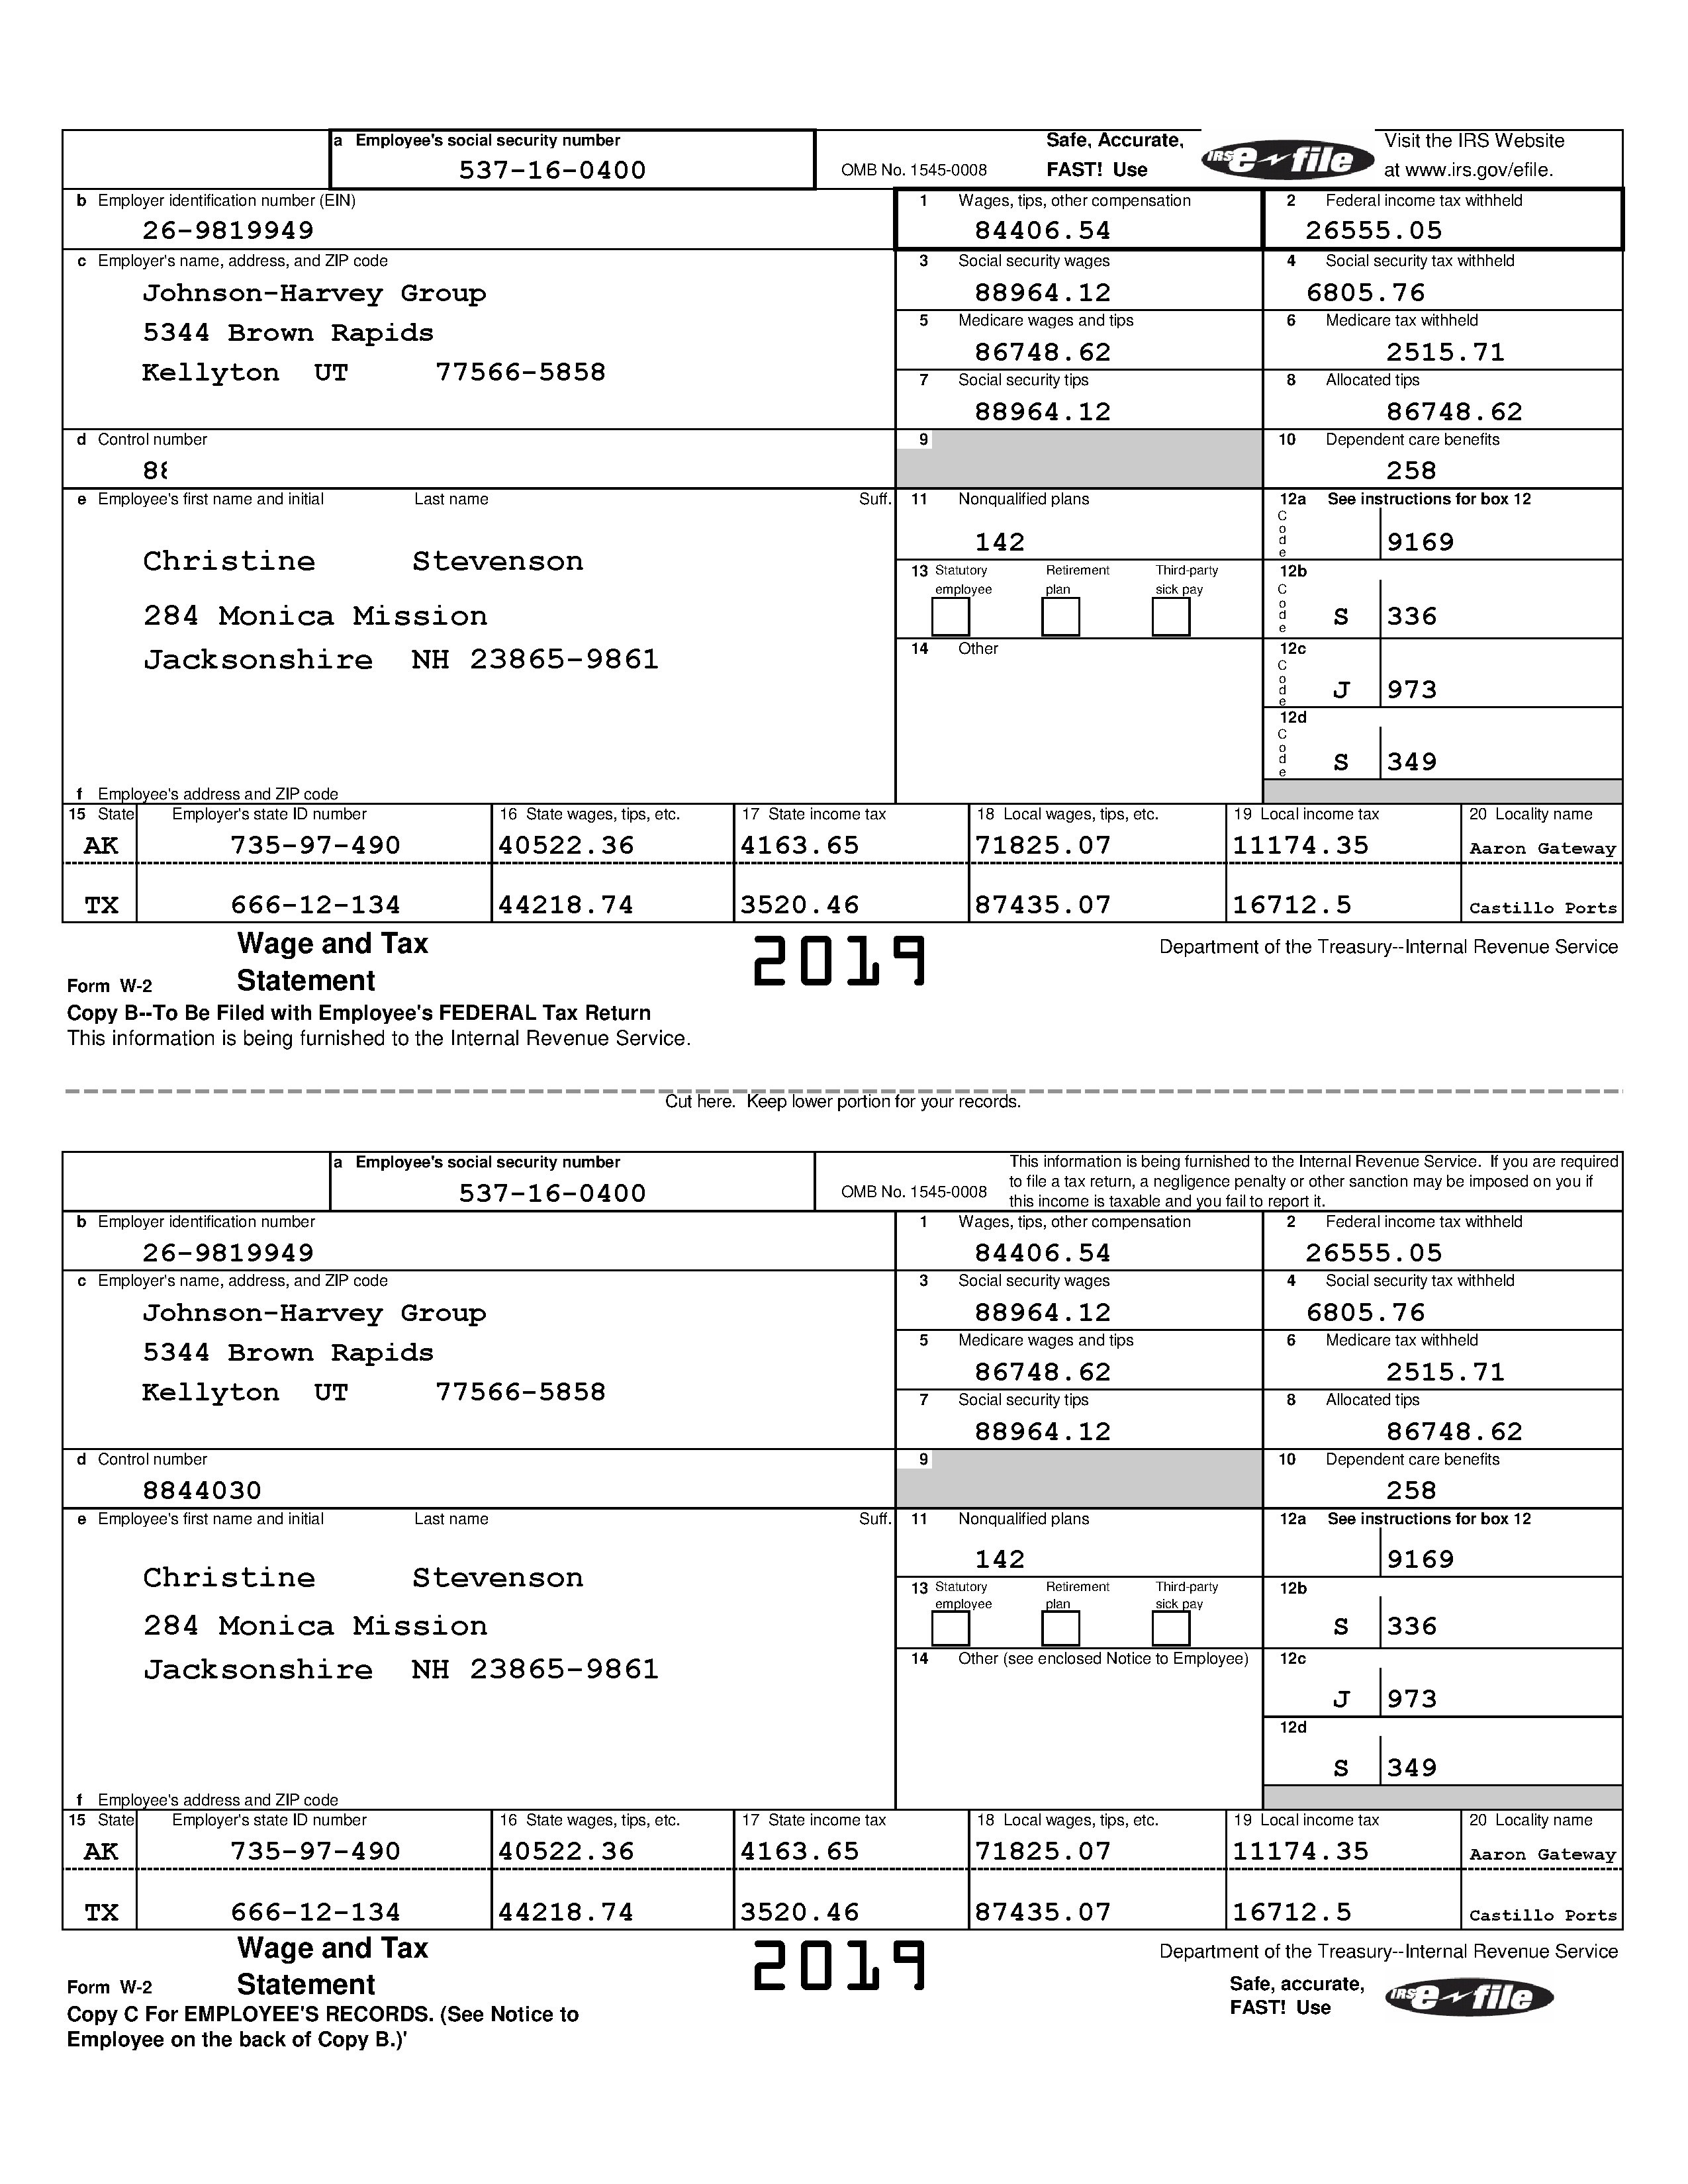 a Employee's social security number
537-16-0400
OMB No. 1545-0008
Safe, Accurate,
FAST! Use
IRS e file
Visit the IRS Website
at www.irs.gov/efile.
b Employer identification number (EIN)
26-9819949
1 Wages, tips, other compensation
84406.54
2 Federal income tax withheld
26555.05
c Employer's name, address, and ZIP code
Johnson-Harvey Group
5344 Brown Rapids
Kellyton UT 77566-5858
3 Social security wages
88964.12
4 Social security tax withheld
6805.76
5 Medicare wages and tips
86748.62
6 Medicare tax withheld
2515.71
7 Social security tips
88964.12
8 Allocated tips
86748.62
d Control number
9
10 Dependent care benefits
258
e Employee's first name and initial Last name Suff.
Christine Stevenson
284 Monica Mission
Jacksonshire NH 23865-9861
f Employee's address and ZIP code
11 Nonqualified plans
142
12a See instructions for box 12
Code
9169
13 Statutory employee
Retirement plan
Third-party sick pay
12b
Code
S 336
14 Other
12c
Code
J 973
12d
Code
S 349
15 State Employer's state ID number 16 State wages, tips, etc. 17 State income tax 18 Local wages, tips, etc. 19 Local income tax 20 Locality name
AK 735-97-490 40522.36 4163.65 71825.07 11174.35 Aaron Gateway
TX 666-12-134 44218.74 3520.46 87435.07 16712.5 Castillo Ports
Form W-2
Wage and Tax
Statement
2019
Department of the Treasury--Internal Revenue Service
Copy B--To Be Filed with Employee's FEDERAL Tax Return
This information is being furnished to the Internal Revenue Service.
Cut here. Keep lower portion for your records.
a Employee's social security number
537-16-0400
OMB No. 1545-0008
This information is being furnished to the Internal Revenue Service. If you are required
to file a tax return, a negligence penalty or other sanction may be imposed on you if
this income is taxable and you fail to report it.
b Employer identification number
26-9819949
1 Wages, tips, other compensation
84406.54
2 Federal income tax withheld
26555.05
c Employer's name, address, and ZIP code
Johnson-Harvey Group
5344 Brown Rapids
Kellyton UT 77566-5858
3 Social security wages
88964.12
4 Social security tax withheld
6805.76
5 Medicare wages and tips
86748.62
6 Medicare tax withheld
2515.71
7 Social security tips
88964.12
8 Allocated tips
86748.62
d Control number
8844030
9
10 Dependent care benefits
258
e Employee's first name and initial Last name Suff.
Christine Stevenson
284 Monica Mission
Jacksonshire NH 23865-9861
f Employee's address and ZIP code
11 Nonqualified plans
142
12a See instructions for box 12
9169
13 Statutory employee
Retirement plan
Third-party sick pay
12b
S 336
14 Other (see enclosed Notice to Employee)
12c
J 973
12d
S 349
15 State Employer's state ID number 16 State wages, tips, etc. 17 State income tax 18 Local wages, tips, etc. 19 Local income tax 20 Locality name
AK 735-97-490 40522.36 4163.65 71825.07 11174.35 Aaron Gateway
TX 666-12-134 44218.74 3520.46 87435.07 16712.5 Castillo Ports
Form W-2
Wage and Tax
Statement
2019
Department of the Treasury--Internal Revenue Service
Safe, accurate,
FAST! Use
IRS e file
Copy C For EMPLOYEE'S RECORDS. (See Notice to
Employee on the back of Copy B.)'